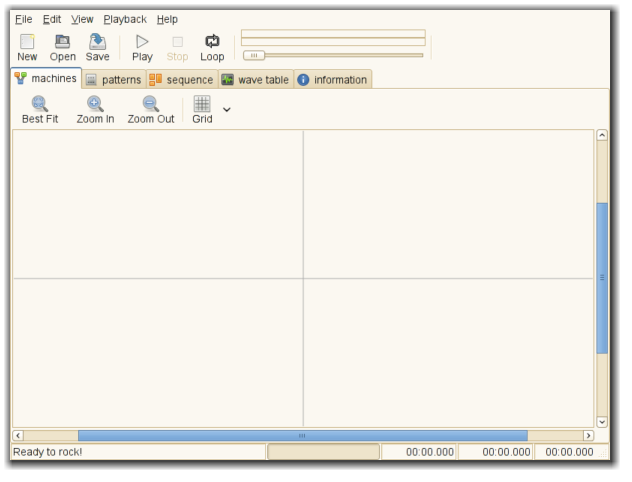 File Edit View Playback Help
New Open Save Play Stop Loop
machines patterns sequence wave table information
Best Fit Zoom In Zoom Out Grid
Ready to rock! 00:00.000 00:00.000 00:00.000